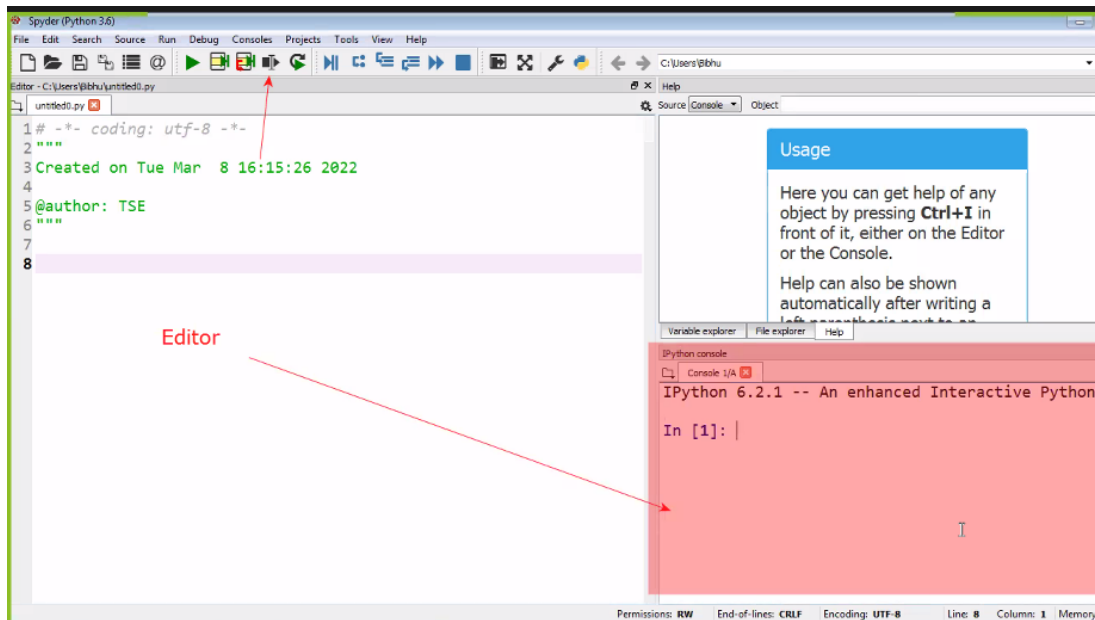 Spyder (Python 3.6)
File Edit Search Source Run Debug Consoles Projects Tools View Help
C:\Users\Bibhu
Editor - C:\Users\Bibhu\untitled0.py
untitled0.py
1 # -*- coding: utf-8 -*-
2 """
3 Created on Tue Mar  8 16:15:26 2022
4
5 @author: TSE
6 """
7
8
Editor
Help
Source Console Object
Usage
Here you can get help of any
object by pressing Ctrl+I in
front of it, either on the Editor
or the Console.
Help can also be shown
automatically after writing a
left parenthesis next to an
Variable explorer File explorer Help
IPython console
Console 1/A
IPython 6.2.1 -- An enhanced Interactive Python
In [1]:
Permissions: RW End-of-lines: CRLF Encoding: UTF-8 Line: 8 Column: 1 Memory